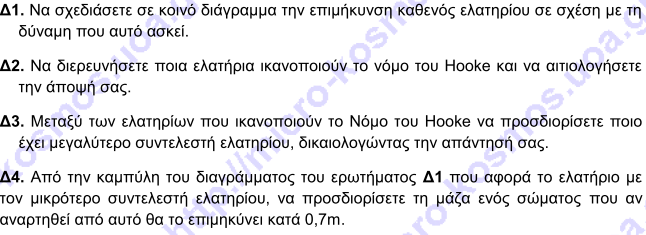 Δ1. Να σχεδιάσετε σε κοινό διάγραμμα την επιμήκυνση καθενός ελατηρίου σε σχέση με τη
δύναμη που αυτό ασκεί.
Δ2. Να διερευνήσετε ποια ελατήρια ικανοποιούν το νόμο του Hooke και να αιτιολογήσετε
την άποψή σας.
Δ3. Μεταξύ των ελατηρίων που ικανοποιούν το Νόμο του Hooke να προσδιορίσετε ποιο
έχει μεγαλύτερο συντελεστή ελατηρίου, δικαιολογώντας την απάντησή σας.
Δ4. Από την καμπύλη του διαγράμματος του ερωτήματος Δ1 που αφορά το ελατήριο με
τον μικρότερο συντελεστή ελατηρίου, να προσδιορίσετε τη μάζα ενός σώματος που αν
αναρτηθεί από αυτό θα το επιμηκύνει κατά 0,7m.